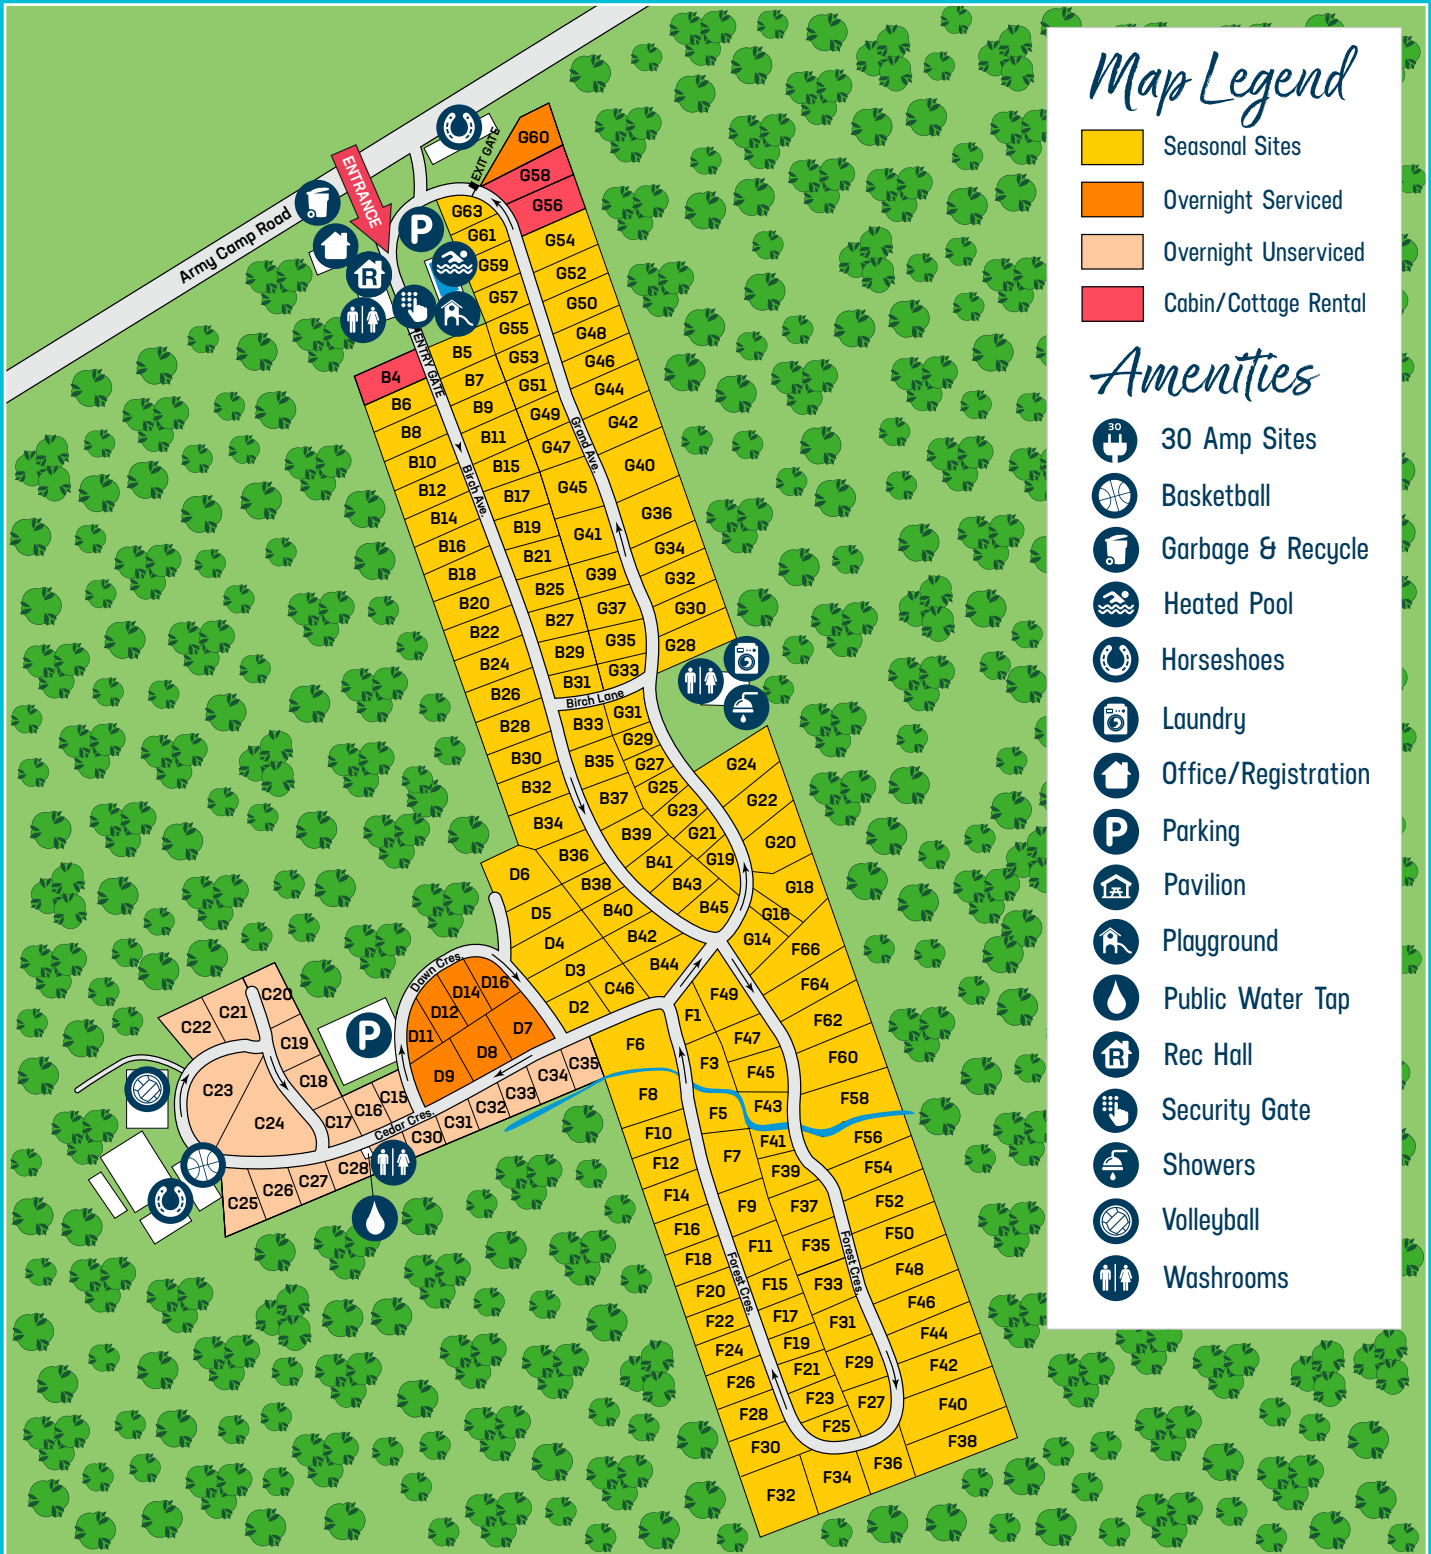 Map Legend
Seasonal Sites
Overnight Serviced
Overnight Unserviced
Cabin/Cottage Rental
Amenities
30
30 Amp Sites
Basketball
Garbage & Recycle
Heated Pool
Horseshoes
Laundry
Office/Registration
P
Parking
Pavilion
Playground
Public Water Tap
R
Rec Hall
Security Gate
Showers
Volleyball
Washrooms
Army Camp Road
ENTRANCE
EXIT GATE
ENTRY GATE
P
R
Birch Ave.
Grand Ave.
Birch Lane
Dawn Cres.
Cedar Cres.
Forest Cres.
Forest Cres.
P
G60
G58
G56
G54
G52
G50
G48
G46
G44
G42
G40
G36
G34
G32
G30
G28
G24
G22
G20
G18
G16
G14
G63
G61
G59
G57
G55
G53
G51
G49
G47
G45
G41
G39
G37
G35
G33
G31
G29
G27
G25
G23
G21
G19
B5
B7
B9
B11
B15
B17
B19
B21
B25
B27
B29
B31
B33
B35
B37
B39
B41
B43
B45
B4
B6
B8
B10
B12
B14
B16
B18
B20
B22
B24
B26
B28
B30
B32
B34
B36
B38
B40
B42
B44
C46
D6
D5
D4
D3
D2
D16
D14
D12
D11
D7
D8
D9
C20
C21
C22
C19
C18
C23
C24
C17
C16
C15
C25
C26
C27
C28
C30
C31
C32
C33
C34
C35
F1
F3
F5
F7
F9
F11
F15
F17
F19
F21
F23
F25
F27
F29
F31
F33
F35
F37
F39
F41
F43
F45
F47
F49
F6
F8
F10
F12
F14
F16
F18
F20
F22
F24
F26
F28
F30
F32
F34
F36
F38
F40
F42
F44
F46
F48
F50
F52
F54
F56
F58
F60
F62
F64
F66